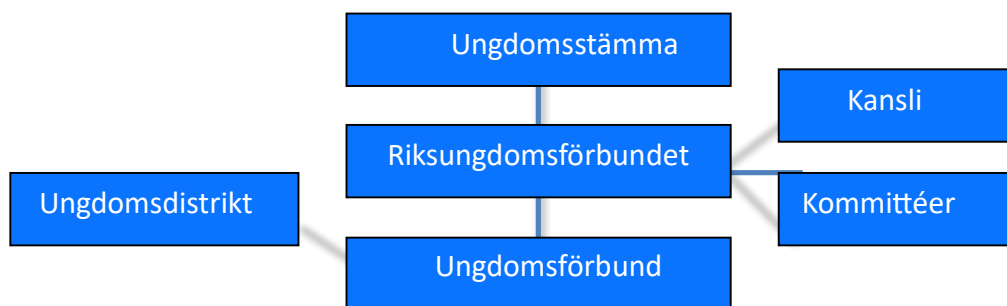 Ungdomsstämma
Kansli
Riksungdomsförbundet
Ungdomsdistrikt
Kommittéer
Ungdomsförbund